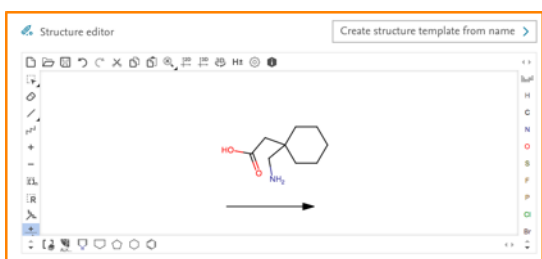 Structure editor
Create structure template from name
H±
H
C
N
HO
O
O
S
NH₂
F
R
P
Cl
Br